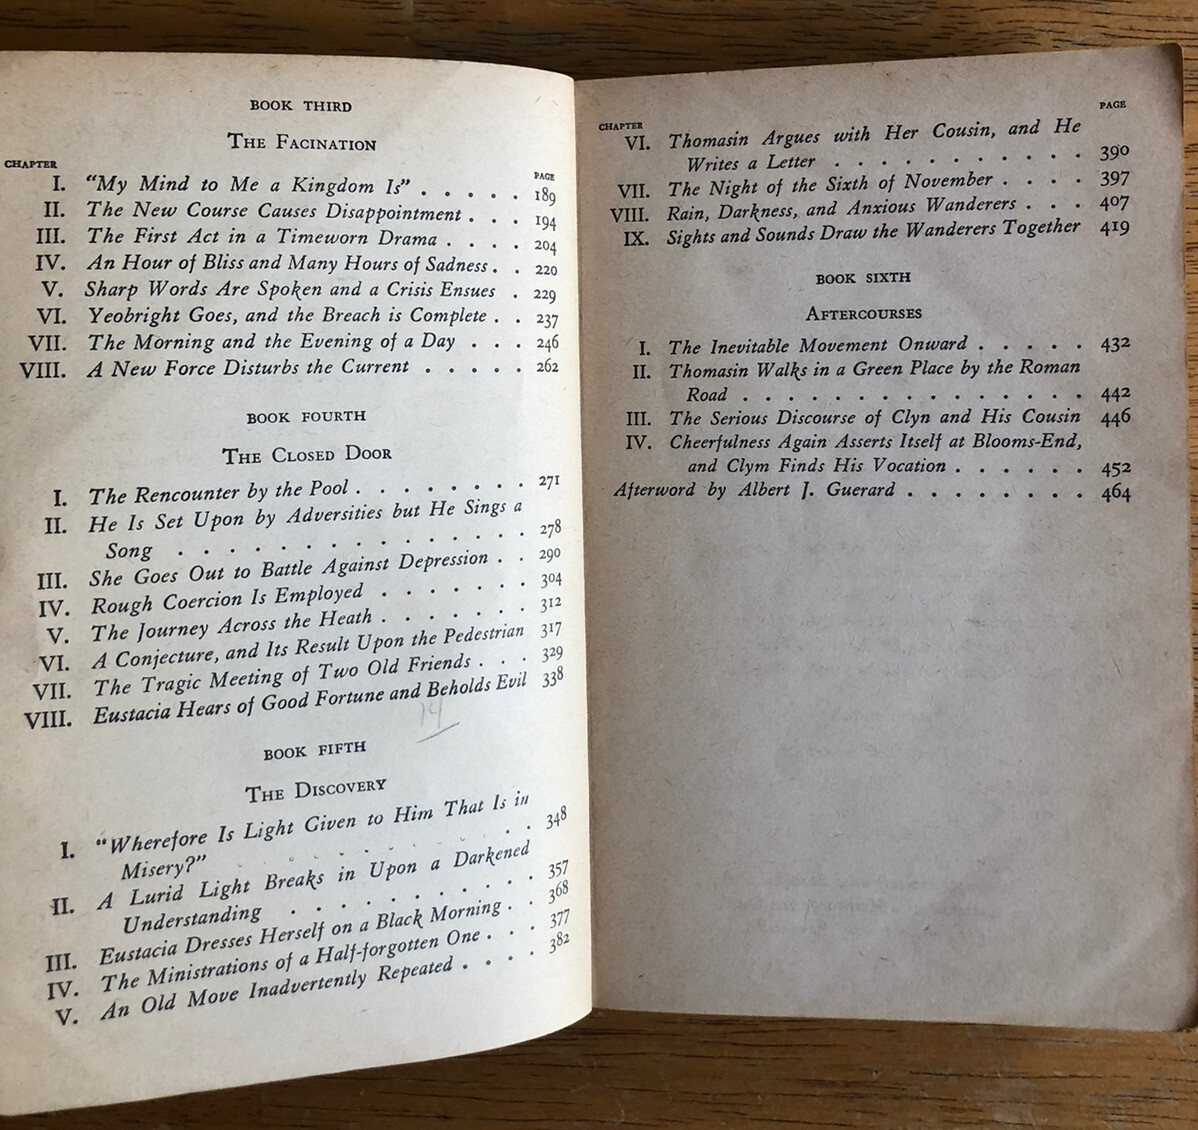 BOOK THIRD
THE FACINATION
CHAPTER
PAGE
I. "My Mind to Me a Kingdom Is" . . . . . 189
II. The New Course Causes Disappointment . . . 194
III. The First Act in a Timeworn Drama . . . . 204
IV. An Hour of Bliss and Many Hours of Sadness . . 220
V. Sharp Words Are Spoken and a Crisis Ensues . 229
VI. Yeobright Goes, and the Breach is Complete . . 237
VII. The Morning and the Evening of a Day . . . 246
VIII. A New Force Disturbs the Current . . . . . 262
BOOK FOURTH
THE CLOSED DOOR
I. The Rencounter by the Pool . . . . . . . . 271
II. He Is Set Upon by Adversities but He Sings a
Song . . . . . . . . . . . . . . 278
III. She Goes Out to Battle Against Depression . . 290
IV. Rough Coercion Is Employed . . . . . . . 304
V. The Journey Across the Heath . . . . . . . 312
VI. A Conjecture, and Its Result Upon the Pedestrian 317
VII. The Tragic Meeting of Two Old Friends . . . 329
VIII. Eustacia Hears of Good Fortune and Beholds Evil 338
14
BOOK FIFTH
THE DISCOVERY
I. "Wherefore Is Light Given to Him That Is in
Misery?" . . . . . . . . . . . . 348
II. A Lurid Light Breaks in Upon a Darkened
Understanding . . . . . . . . . . 357
III. Eustacia Dresses Herself on a Black Morning . . 368
IV. The Ministrations of a Half-forgotten One . . . 377
V. An Old Move Inadvertently Repeated . . . . 382
CHAPTER
PAGE
VI. Thomasin Argues with Her Cousin, and He
Writes a Letter . . . . . . . . . . . 390
VII. The Night of the Sixth of November . . . . 397
VIII. Rain, Darkness, and Anxious Wanderers . . . 407
IX. Sights and Sounds Draw the Wanderers Together 419
BOOK SIXTH
AFTERCOURSES
I. The Inevitable Movement Onward . . . . . 432
II. Thomasin Walks in a Green Place by the Roman
Road . . . . . . . . . . . . . . . 442
III. The Serious Discourse of Clyn and His Cousin 446
IV. Cheerfulness Again Asserts Itself at Blooms-End,
and Clym Finds His Vocation . . . . . . 452
Afterword by Albert J. Guerard . . . . . . . . 464